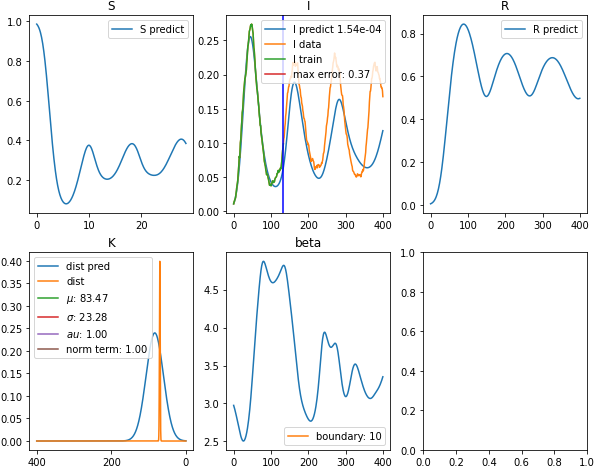 S
1.0
0.8
0.6
0.4
0.2
0 10 20
S predict
I
0.25
0.20
0.15
0.10
0.05
0.00
0 100 200 300 400
I predict 1.54e-04
I data
I train
max error: 0.37
R
0.8
0.6
0.4
0.2
0.0
0 100 200 300 400
R predict
K
0.40
0.35
0.30
0.25
0.20
0.15
0.10
0.05
0.00
400 200 0
dist pred
dist
μ: 83.47
σ: 23.28
au: 1.00
norm term: 1.00
beta
4.5
4.0
3.5
3.0
2.5
0 100 200 300 400
boundary: 10
1.0
0.8
0.6
0.4
0.2
0.0
0.0 0.2 0.4 0.6 0.8 1.0